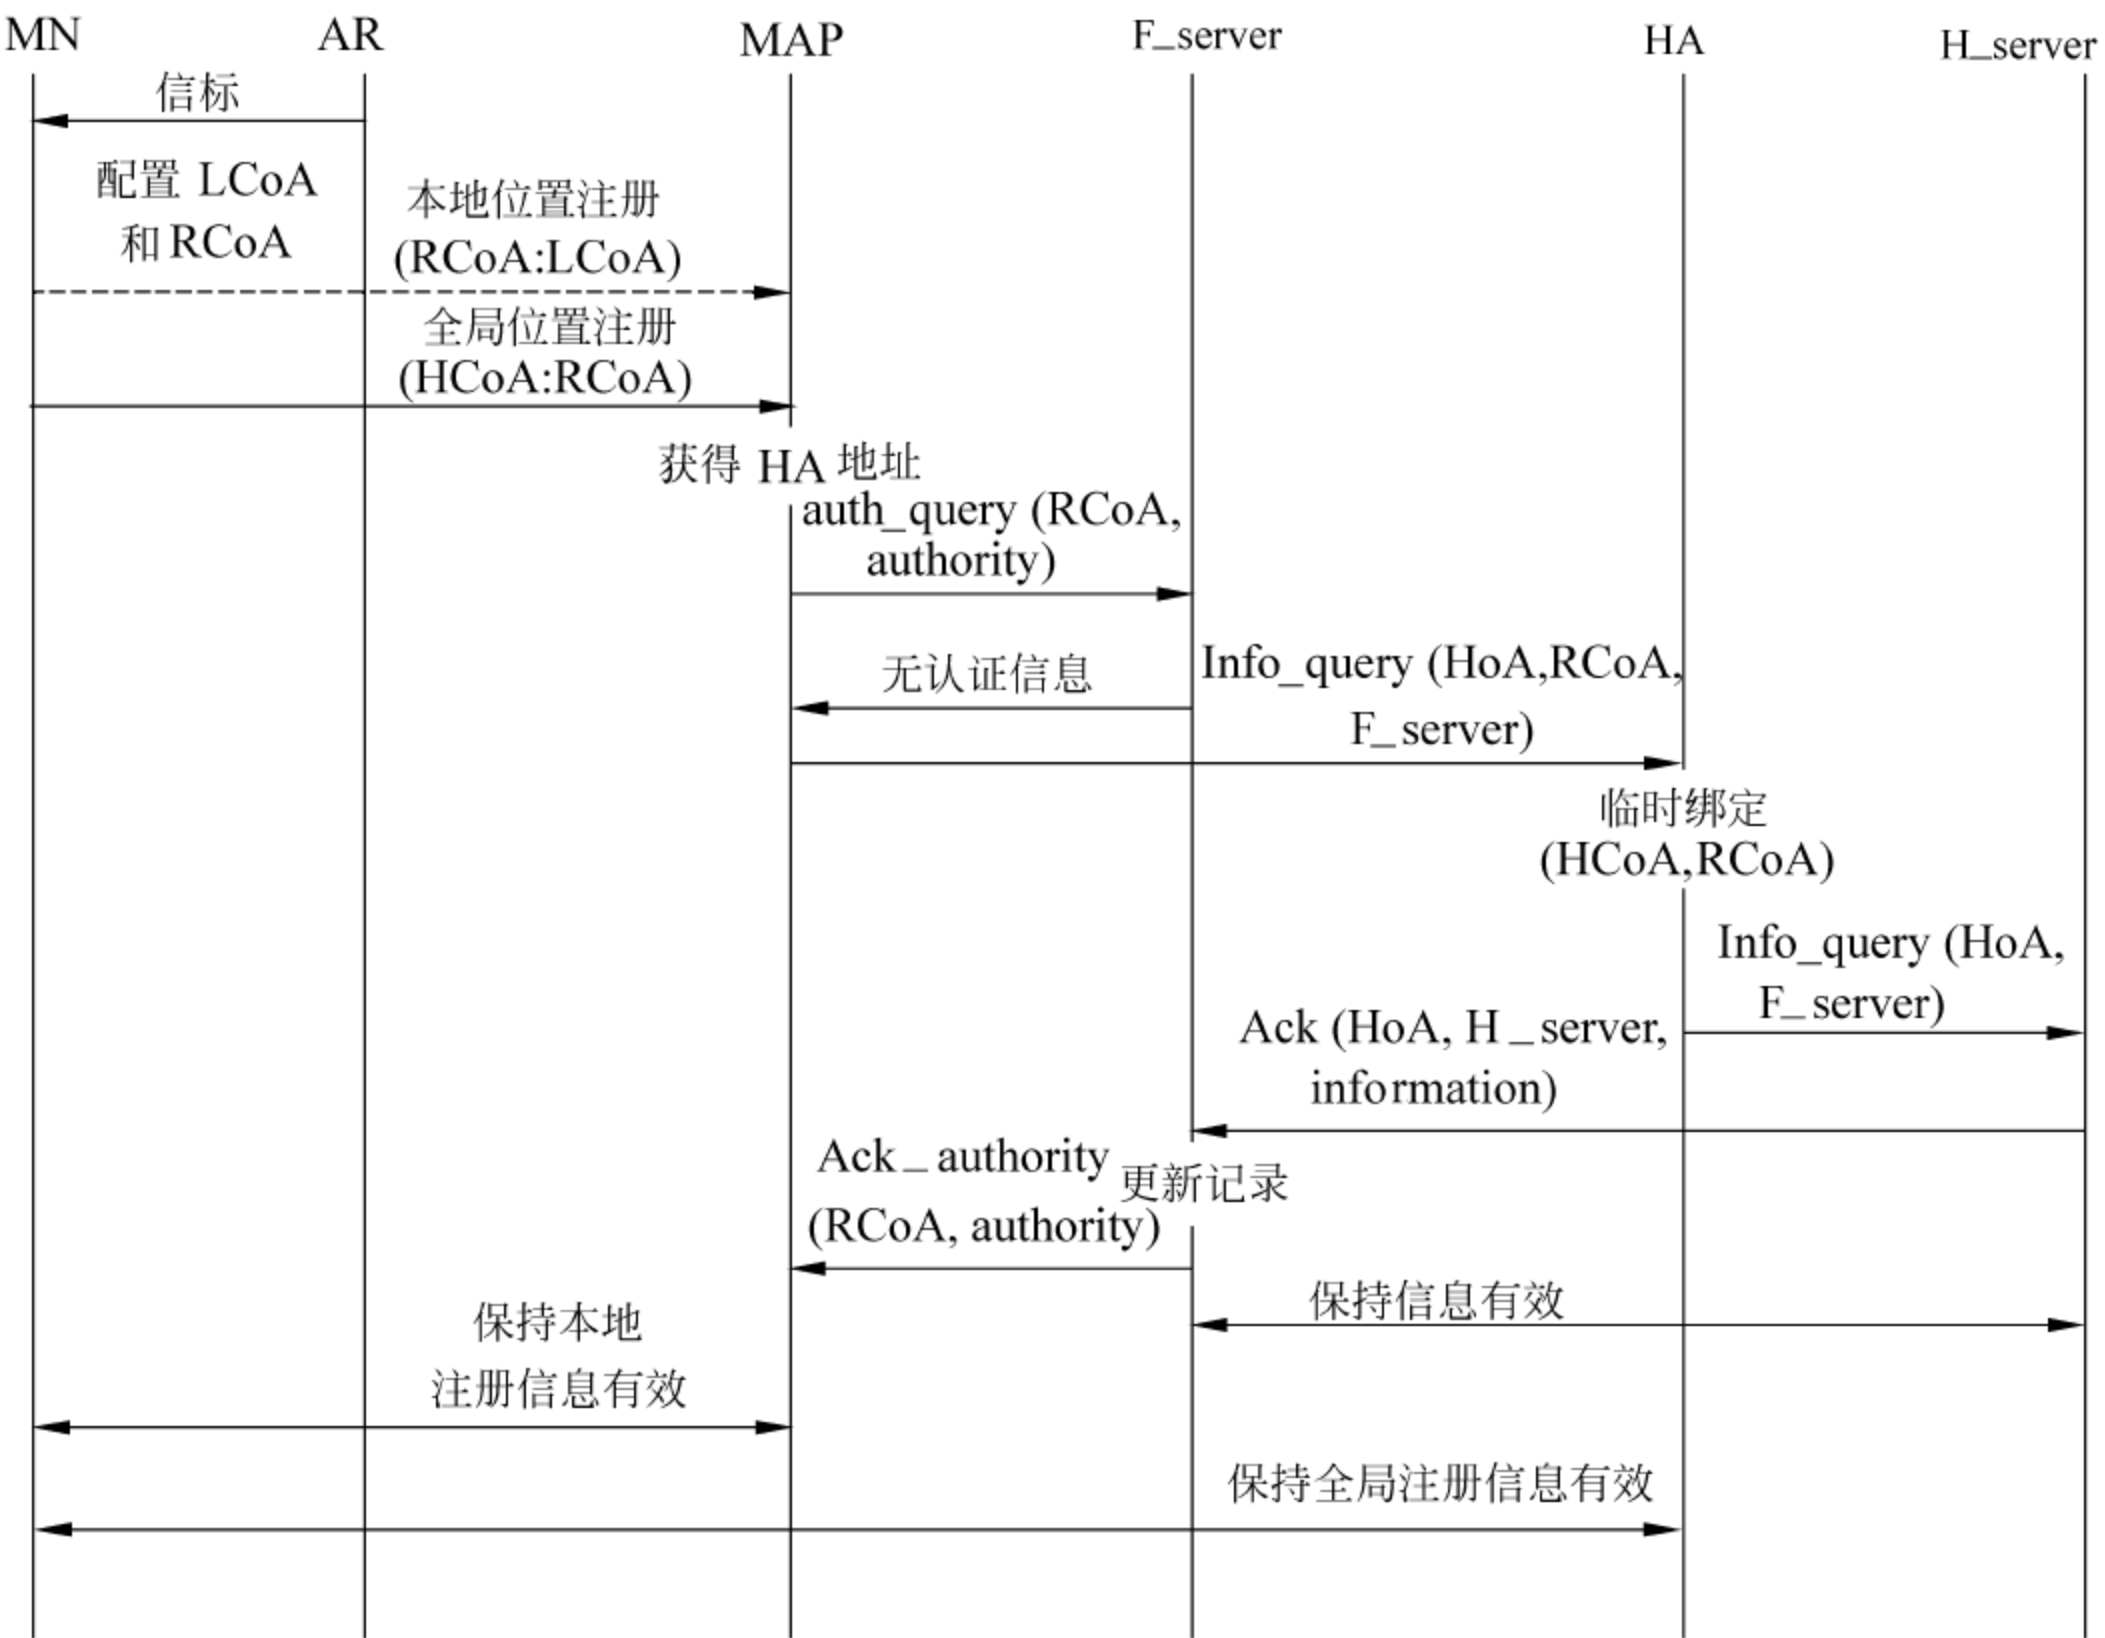 MN
AR
MAP
F_server
HA
H_server
信标
配置 LCoA
和RCoA
本地位置注册
(RCoA:LCoA)
全局位置注册
(HCoA:RCoA)
获得 HA 地址
auth_query (RCoA,
authority)
无认证信息
Info_query (HoA,RCoA,
F_server)
临时绑定
(HCoA,RCoA)
Info_query (HoA,
F_server)
Ack (HoA, H_server,
information)
Ack_authority
(RCoA, authority)
更新记录
保持信息有效
保持本地
注册信息有效
保持全局注册信息有效